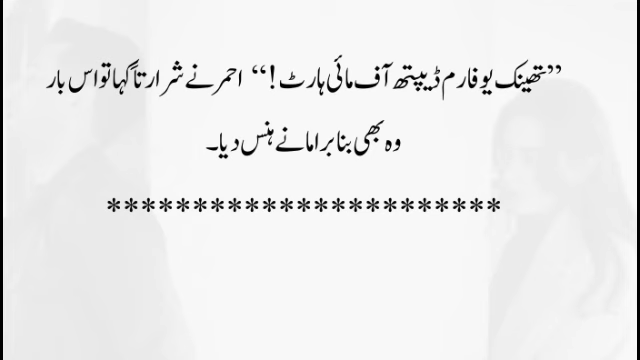 ”تھینک یو فارم ڈیپتھ آف مائی ہارٹ!“ احمر نے شرارتاً کہا تو اس بار
وہ بھی بنا برا مانے ہنس دیا۔
***********************